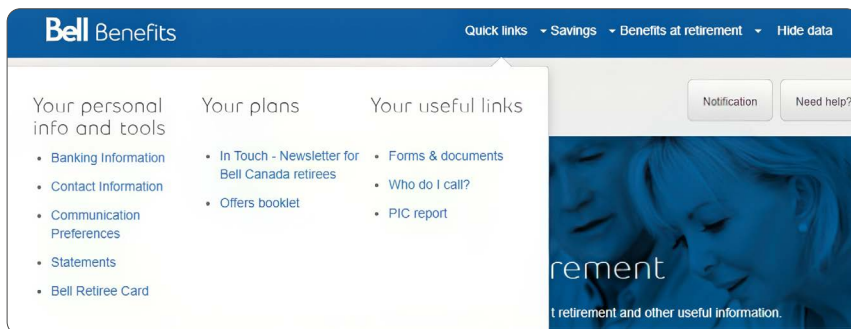 Bell Benefits
Quick links
Savings
Benefits at retirement
Hide data
Notification
Need help?
Your personal
info and tools
Banking Information
Contact Information
Communication
Preferences
Statements
Bell Retiree Card
Your plans
In Touch - Newsletter for
Bell Canada retirees
Offers booklet
Your useful links
Forms & documents
Who do I call?
PIC report
rement
t retirement and other useful information.